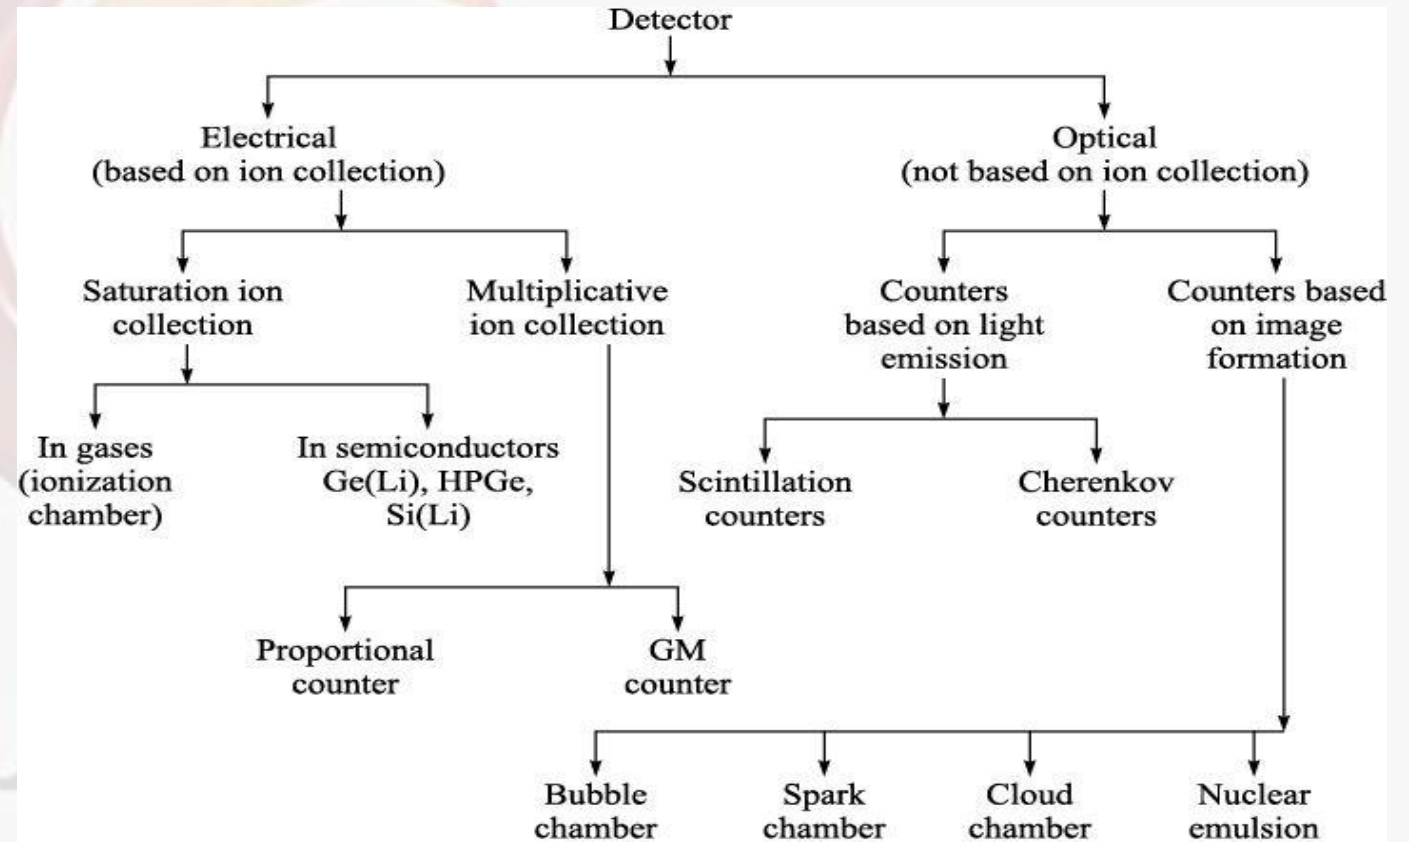 Detector
Electrical
(based on ion collection)
Optical
(not based on ion collection)
Saturation ion
collection
Multiplicative
ion collection
Counters
based on light
emission
Counters based
on image
formation
In gases
(ionization
chamber)
In semiconductors
Ge(Li), HPGe,
Si(Li)
Scintillation
counters
Cherenkov
counters
Proportional
counter
GM
counter
Bubble
chamber
Spark
chamber
Cloud
chamber
Nuclear
emulsion